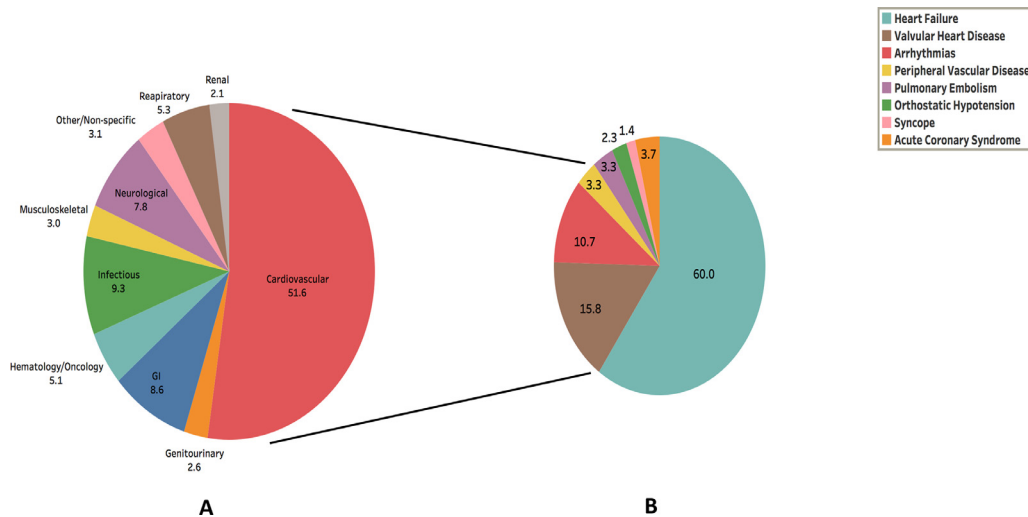 Heart Failure
Valvular Heart Disease
Arrhythmias
Peripheral Vascular Disease
Pulmonary Embolism
Orthostatic Hypotension
Syncope
Acute Coronary Syndrome
Renal
2.1
Reapiratory
5.3
Other/Non-specific
3.1
Neurological
7.8
Musculoskeletal
3.0
Infectious
9.3
Hematology/Oncology
5.1
GI
8.6
Genitourinary
2.6
Cardiovascular
51.6
A
1.4
2.3
3.7
3.3
3.3
10.7
15.8
60.0
B